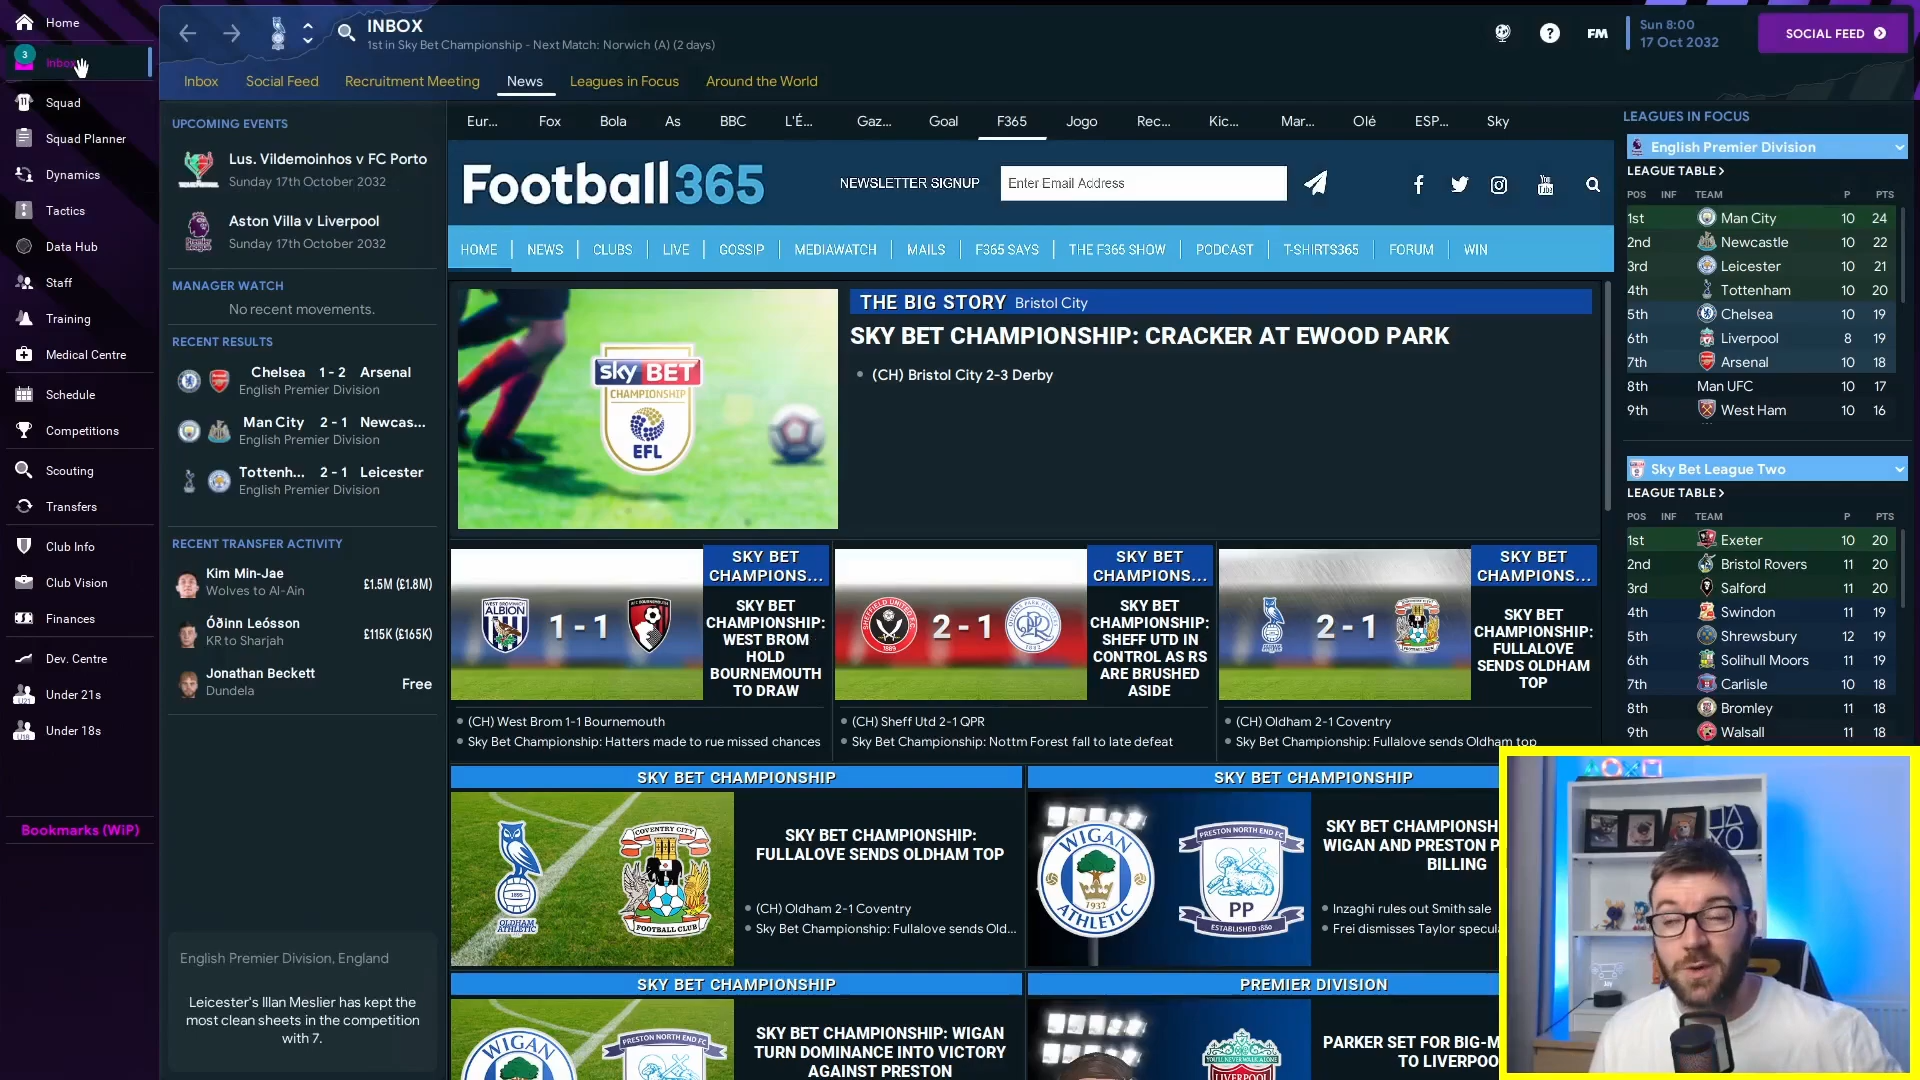 Home
3
Inbox
Squad
Squad Planner
Dynamics
Tactics
Data Hub
Staff
Training
Medical Centre
Schedule
Competitions
Scouting
Transfers
Club Info
Club Vision
Finances
Dev. Centre
Under 21s
Under 18s
Bookmarks (WiP)
INBOX
1st in Sky Bet Championship - Next Match: Norwich (A) (2 days)
FM
Sun 8:00
17 Oct 2032
SOCIAL FEED
Inbox Social Feed Recruitment Meeting News Leagues in Focus Around the World
UPCOMING EVENTS
Lus. Vildemoinhos v FC Porto
Sunday 17th October 2032
Aston Villa v Liverpool
Sunday 17th October 2032
MANAGER WATCH
No recent movements.
RECENT RESULTS
Chelsea 1 - 2 Arsenal
English Premier Division
Man City 2 - 1 Newcas...
English Premier Division
Tottenh... 2 - 1 Leicester
English Premier Division
RECENT TRANSFER ACTIVITY
Kim Min-Jae
Wolves to Al-Ain
£1.5M (£1.8M)
Óðinn Leósson
KR to Sharjah
£115K (£165K)
Jonathan Beckett
Dundela
Free
English Premier Division, England
Leicester's Illan Meslier has kept the
most clean sheets in the competition
with 7.
Eur... Fox Bola As BBC L'É... Gaz... Goal F365 Jogo Rec... Kic... Mar... Olé ESP... Sky
Football365
NEWSLETTER SIGNUP
Enter Email Address
You Tube
HOME NEWS CLUBS LIVE GOSSIP MEDIAWATCH MAILS F365 SAYS THE F365 SHOW PODCAST T-SHIRTS365 FORUM WIN
sky BET
CHAMPIONSHIP
EFL
THE BIG STORY Bristol City
SKY BET CHAMPIONSHIP: CRACKER AT EWOOD PARK
(CH) Bristol City 2-3 Derby
1 - 1
SKY BET
CHAMPIONS...
SKY BET
CHAMPIONSHIP:
WEST BROM
HOLD
BOURNEMOUTH
TO DRAW
(CH) West Brom 1-1 Bournemouth
Sky Bet Championship: Hatters made to rue missed chances
2 - 1
SKY BET
CHAMPIONS...
SKY BET
CHAMPIONSHIP:
SHEFF UTD IN
CONTROL AS RS
ARE BRUSHED
ASIDE
(CH) Sheff Utd 2-1 QPR
Sky Bet Championship: Nottm Forest fall to late defeat
2 - 1
SKY BET
CHAMPIONS...
SKY BET
CHAMPIONSHIP:
FULLALOVE
SENDS OLDHAM
TOP
(CH) Oldham 2-1 Coventry
Sky Bet Championship: Fullalove sends Oldham top
SKY BET CHAMPIONSHIP
OLDHAM
ATHLETIC
COVENTRY CITY
FOOTBALL CLUB
SKY BET CHAMPIONSHIP:
FULLALOVE SENDS OLDHAM TOP
(CH) Oldham 2-1 Coventry
Sky Bet Championship: Fullalove sends Old...
SKY BET CHAMPIONSHIP
WIGAN
1932
ATHLETIC
PRESTON NORTH END FC
PP
ESTABLISHED 1880
SKY BET CHAMPIONSH
WIGAN AND PRESTON P
BILLING
Inzaghi rules out Smith sale
Frei dismisses Taylor specul
SKY BET CHAMPIONSHIP
WIGAN
PRESTON NORTH END FC
SKY BET CHAMPIONSHIP: WIGAN
TURN DOMINANCE INTO VICTORY
AGAINST PRESTON
PREMIER DIVISION
LIVERPOOL
PARKER SET FOR BIG-M
TO LIVERPOO
LEAGUES IN FOCUS
English Premier Division
LEAGUE TABLE
POS INF TEAM P PTS
1st Man City 10 24
2nd Newcastle 10 22
3rd Leicester 10 21
4th Tottenham 10 20
5th Chelsea 10 19
6th Liverpool 8 19
7th Arsenal 10 18
8th Man UFC 10 17
9th West Ham 10 16
Sky Bet League Two
LEAGUE TABLE
POS INF TEAM P PTS
1st Exeter 10 20
2nd Bristol Rovers 11 20
3rd Salford 11 20
4th Swindon 11 19
5th Shrewsbury 12 19
6th Solihull Moors 11 19
7th Carlisle 10 18
8th Bromley 11 18
9th Walsall 11 18